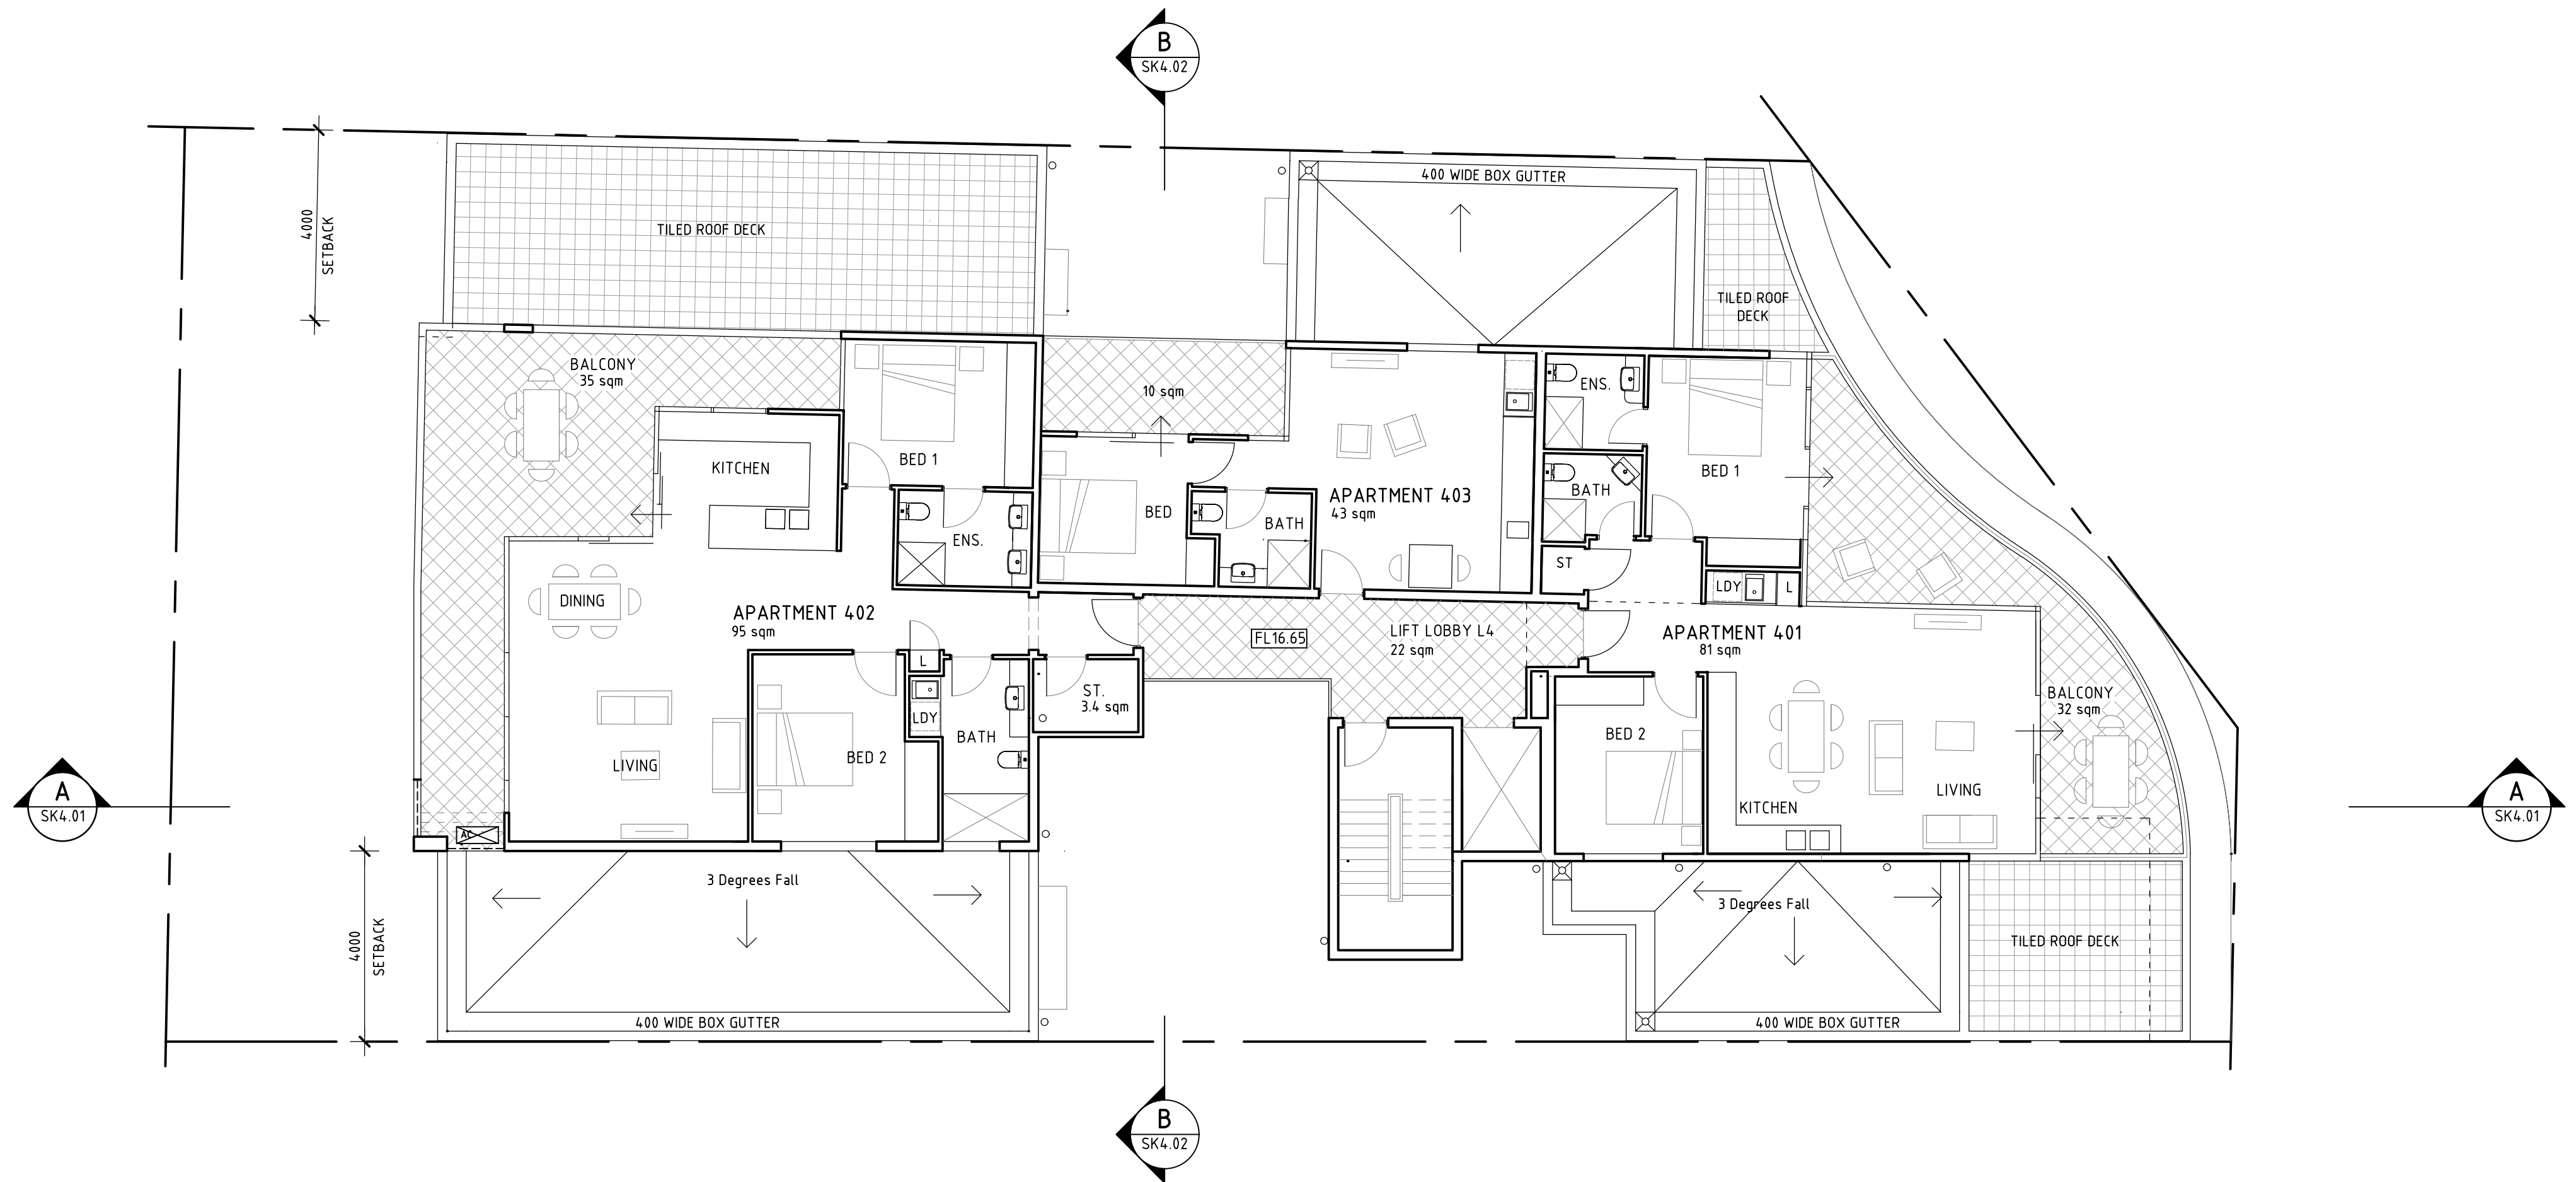 B
SK4.02
400 WIDE BOX GUTTER
4000
SETBACK
TILED ROOF DECK
TILED ROOF
DECK
BALCONY
35 sqm
10 sqm
ENS.
KITCHEN
BED 1
BED 1
BATH
APARTMENT 403
43 sqm
BED
BATH
ENS.
ST
LDY
L
DINING
APARTMENT 402
95 sqm
FL16.65
LIFT LOBBY L4
22 sqm
APARTMENT 401
81 sqm
L
ST.
3.4 sqm
BALCONY
32 sqm
LDY
BATH
BED 2
BED 2
LIVING
LIVING
KITCHEN
A
SK4.01
A
SK4.01
AC
3 Degrees Fall
3 Degrees Fall
4000
SETBACK
TILED ROOF DECK
400 WIDE BOX GUTTER
400 WIDE BOX GUTTER
B
SK4.02